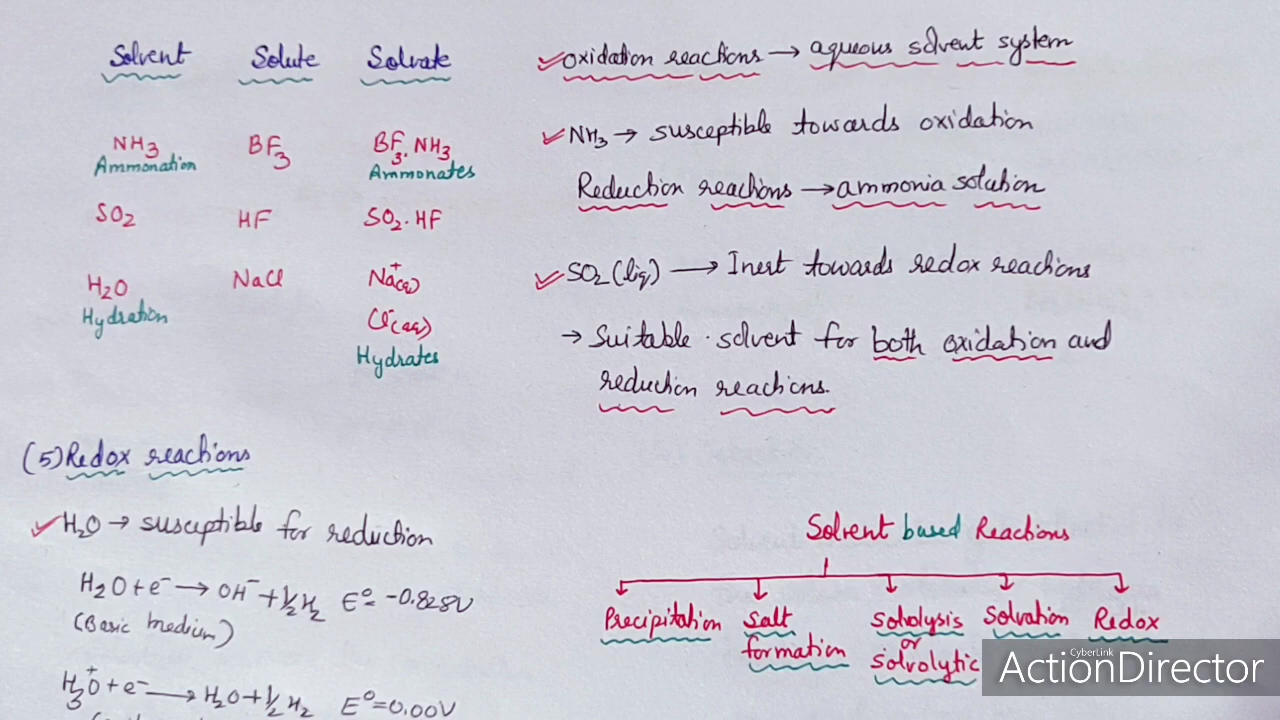 Solvent Solute Solvate
NH3 BF3 BF3.NH3
Ammonation Ammonates
SO2 HF SO2.HF
H2O NaCl Na+(aq)
Hydration Cl-(aq)
Hydrates
(5) Redox reactions
H2O → susceptible for reduction
H2O + e- → OH- + 1/2 H2 E°= -0.828V
(Basic medium)
H3O+ + e- → H2O + 1/2 H2 E°=0.00V
oxidation reactions → aqueous solvent system
NH3 → susceptible towards oxidation
Reduction reactions → ammonia solution
SO2 (liq) → Inert towards redox reactions
→ Suitable solvent for both oxidation and
reduction reactions.
Solvent based Reactions
Precipitation Salt formation solvolysis or solvolytic Solvation Redox
CyberLink
ActionDirector